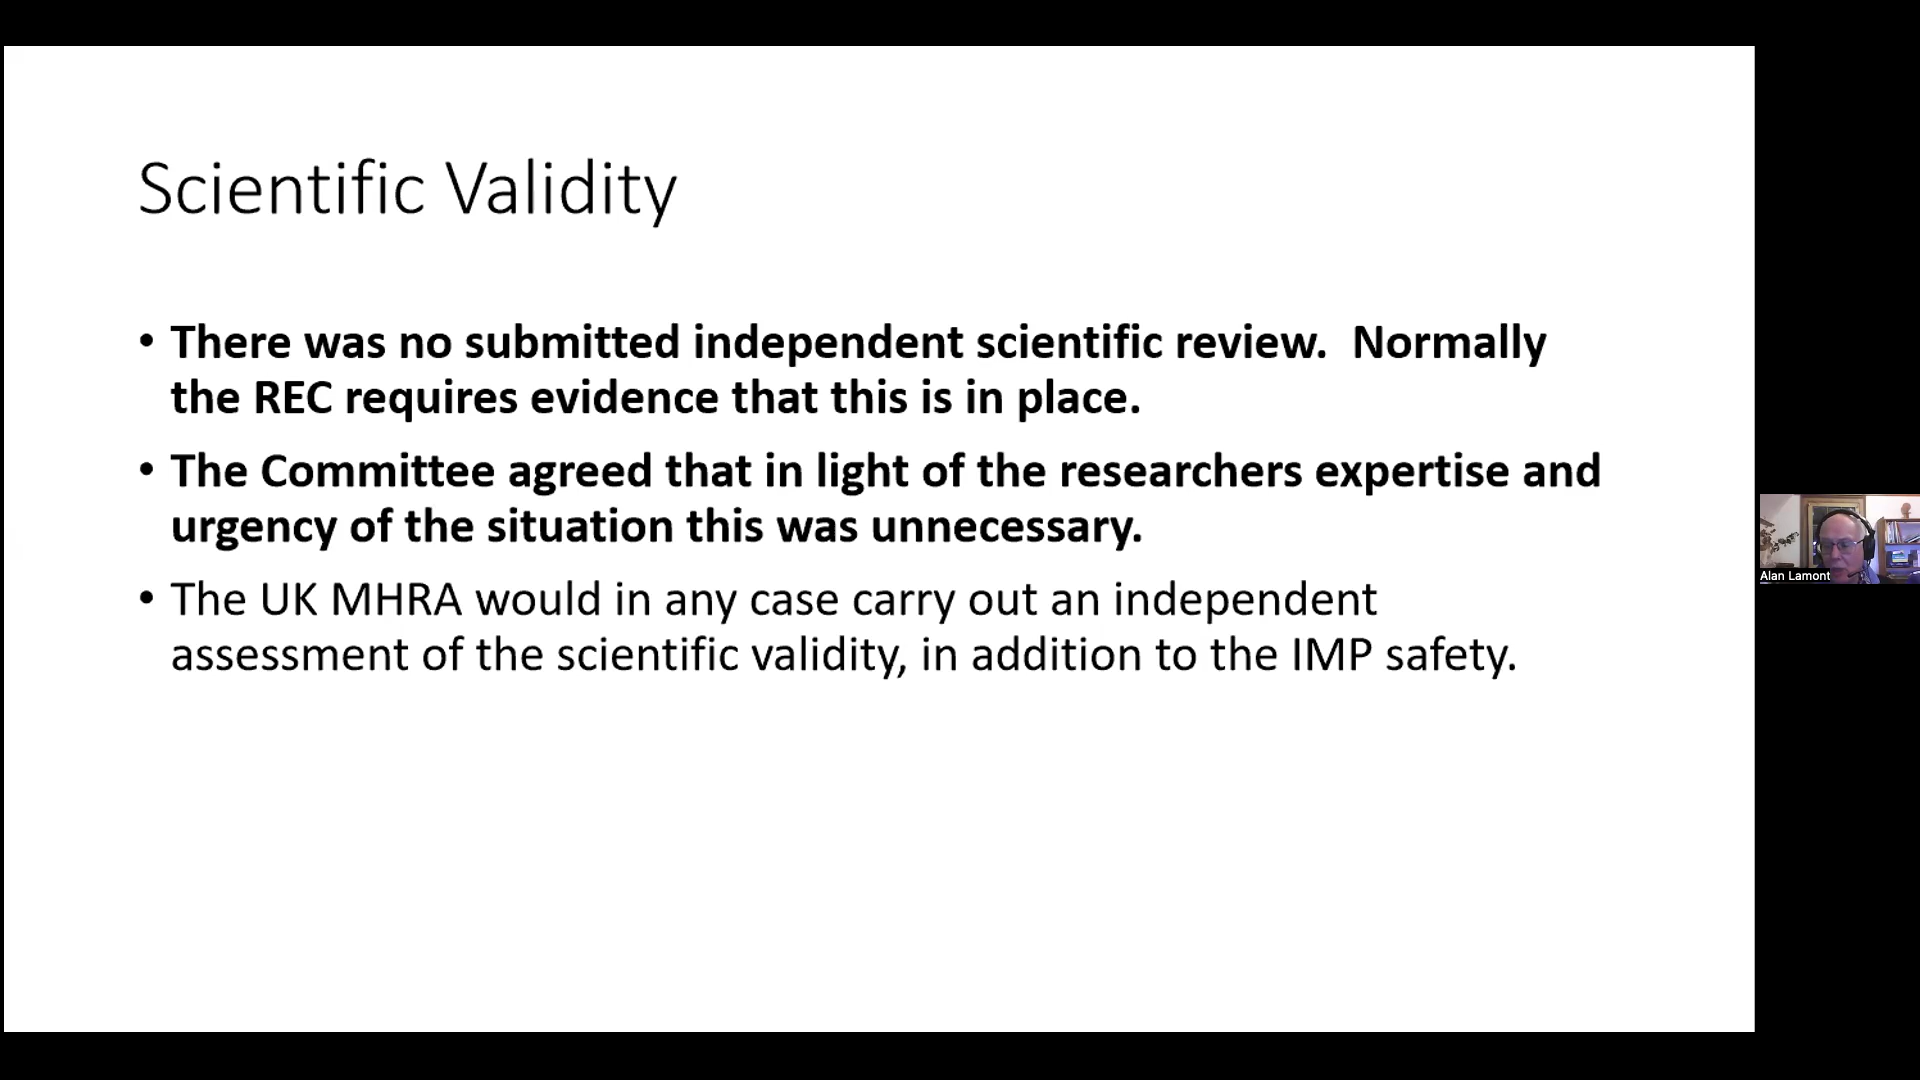 Scientific Validity
• There was no submitted independent scientific review.  Normally
the REC requires evidence that this is in place.
• The Committee agreed that in light of the researchers expertise and
urgency of the situation this was unnecessary.
• The UK MHRA would in any case carry out an independent
assessment of the scientific validity, in addition to the IMP safety.
Alan Lamont